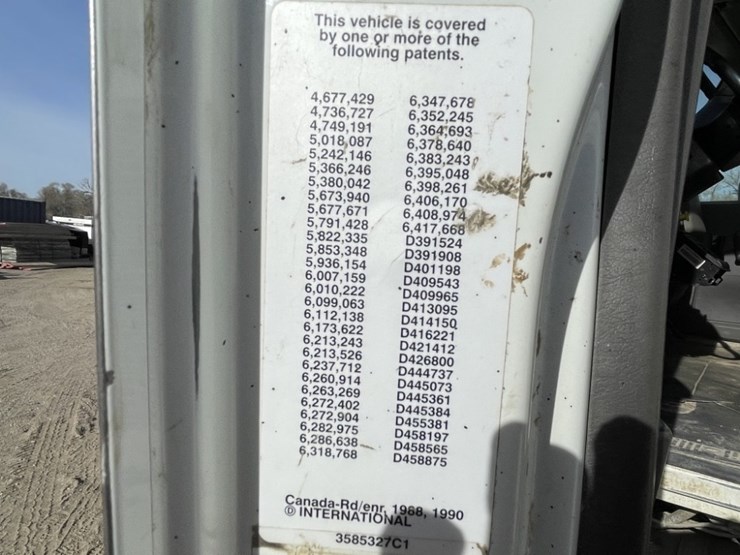 This vehicle is covered
by one or more of the
following patents.
4,677,429
4,736,727
4,749,191
5,018,087
5,242,146
5,366,246
5,380,042
5,673,940
5,677,671
5,791,428
5,822,335
5,853,348
5,936,154
6,007,159
6,010,222
6,099,063
6,112,138
6,173,622
6,213,243
6,213,526
6,237,712
6,260,914
6,263,269
6,272,402
6,272,904
6,282,975
6,286,638
6,318,768
6,347,678
6,352,245
6,364,693
6,378,640
6,383,243
6,395,048
6,398,261
6,406,170
6,408,974
6,417,668
D391524
D391908
D401198
D409543
D409965
D413095
D414150
D416221
D421412
D426800
D444737
D445073
D445361
D445384
D455381
D458197
D458565
D458875
Canada-Rd/enr, 1988, 1990
© INTERNATIONAL
3585327C1